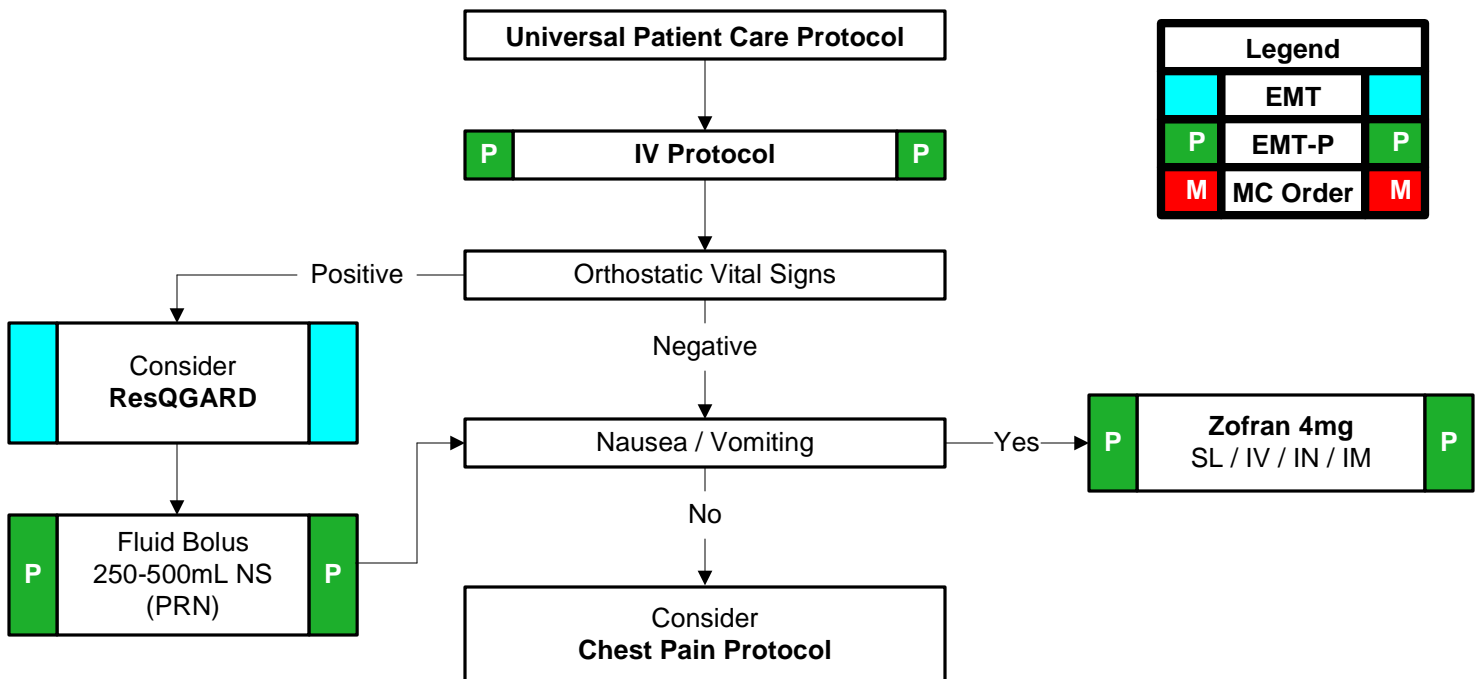 Universal Patient Care Protocol
Legend
EMT
P EMT-P P
M MC Order M
P IV Protocol P
Orthostatic Vital Signs
Positive
Negative
Consider
ResQGARD
P Fluid Bolus P
250-500mL NS
(PRN)
Nausea / Vomiting
Yes
P Zofran 4mg P
SL / IV / IN / IM
No
Consider
Chest Pain Protocol